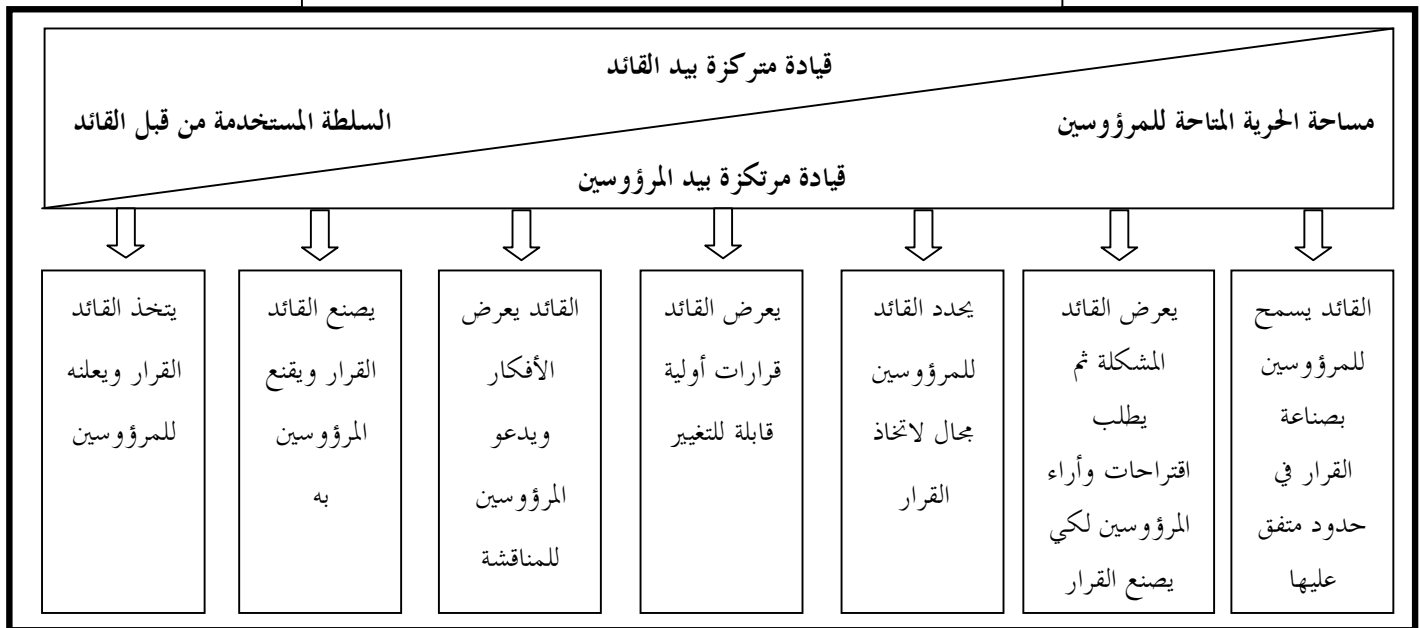 قيادة متركزة بيد القائد
مساحة الحرية المتاحة للمرؤوسين
السلطة المستخدمة من قبل القائد
قيادة مرتكزة بيد المرؤوسين
القائد يسمح
للمرؤوسين
بصناعة
القرار في
حدود متفق
عليها
يعرض القائد
المشكلة ثم
يطلب
اقتراحات وأراء
المرؤوسين لكي
يصنع القرار
يحدد القائد
للمرؤوسين
مجال لاتخاذ
القرار
يعرض القائد
قرارات أولية
قابلة للتغيير
القائد يعرض
الأفكار
ويدعو
المرؤوسين
للمناقشة
يصنع القائد
القرار ويقنع
المرؤوسين
به
يتخذ القائد
القرار ويعلنه
للمرؤوسين